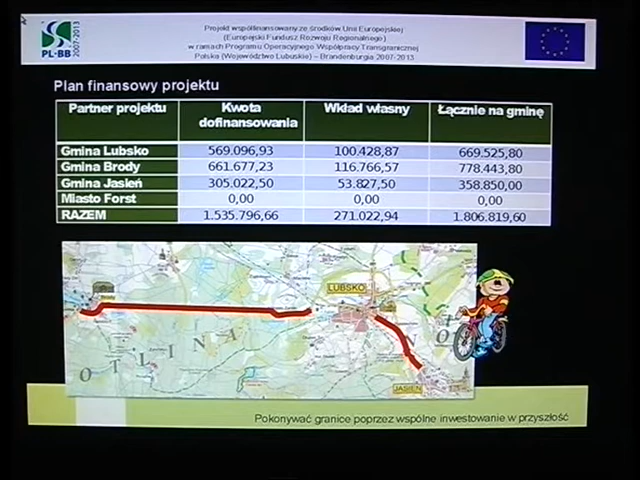 PL-BB
2007-2013
Projekt współfinansowany ze środków Unii Europejskiej
(Europejski Fundusz Rozwoju Regionalnego)
w ramach Programu Operacyjnego Współpracy Transgranicznej
Polska (Województwo Lubuskie) – Brandenburgia 2007-2013
Plan finansowy projektu
Partner projektu Kwota dofinansowania Wkład własny Łącznie na gminę
Gmina Lubsko 569.096,93 100.428,87 669.525,80
Gmina Brody 661.677,23 116.766,57 778.443,80
Gmina Jasień 305.022,50 53.827,50 358.850,00
Miasto Forst 0,00 0,00 0,00
RAZEM 1.535.796,66 271.022,94 1.806.819,60
LUBSKO
Brody
OTLINA
JASIEŃ
Pokonywać granice poprzez wspólne inwestowanie w przyszłość